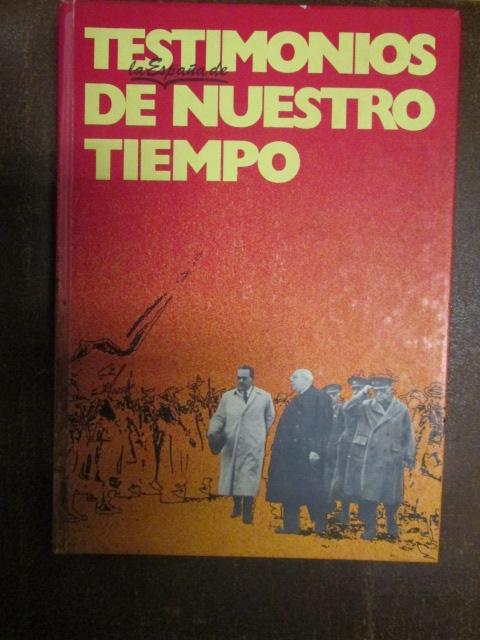 TESTIMONIOS
la España de
DE NUESTRO
TIEMPO